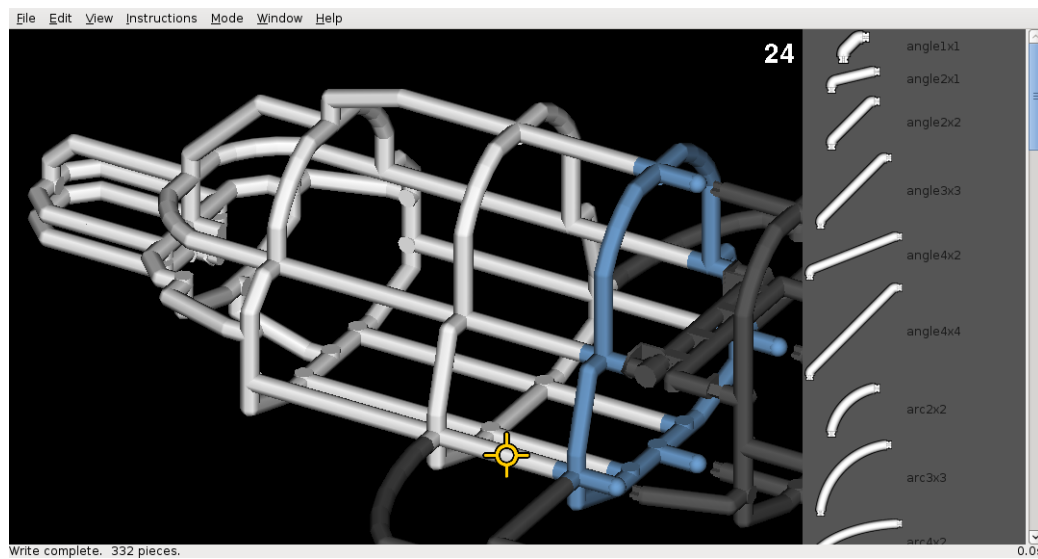 File Edit View Instructions Mode Window Help
24
angle1x1
angle2x1
angle2x2
angle3x3
angle4x2
angle4x4
arc2x2
arc3x3
arc4x2
Write complete. 332 pieces.